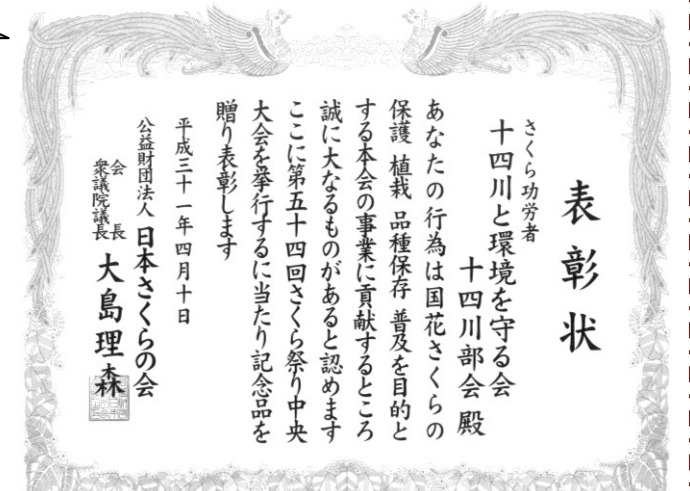 表彰状
さくら功労者
十四川と環境を守る会
十四川部会 殿
あなたの行為は国花さくらの
保護 植栽 品種保存 普及を目的と
する本会の事業に貢献するところ
誠に大なるものがあると認めます
ここに第五十四回さくら祭り中央
大会を挙行するに当たり記念品を
贈り表彰します
平成三十一年四月十日
公益財団法人 日本さくらの会
会長
衆議院議長 大島理森